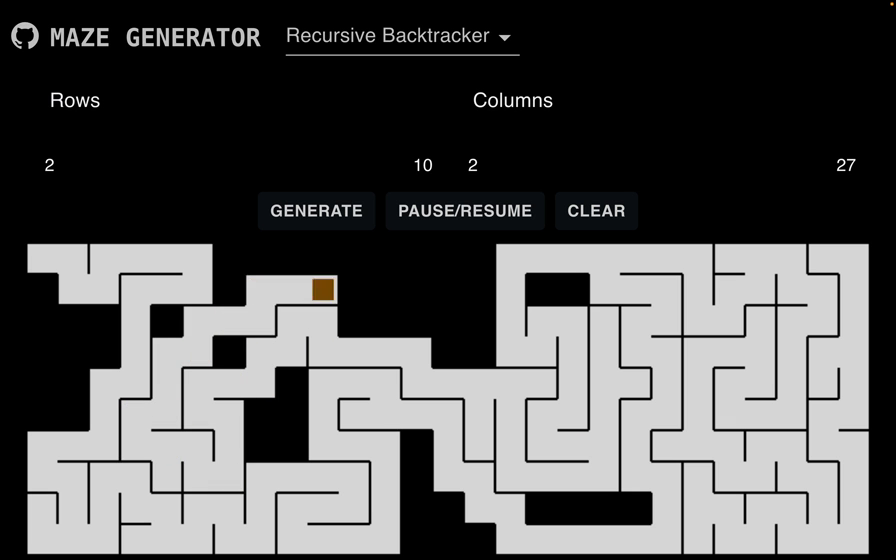 MAZE GENERATOR
Recursive Backtracker
Rows
Columns
2
10
2
27
GENERATE
PAUSE/RESUME
CLEAR